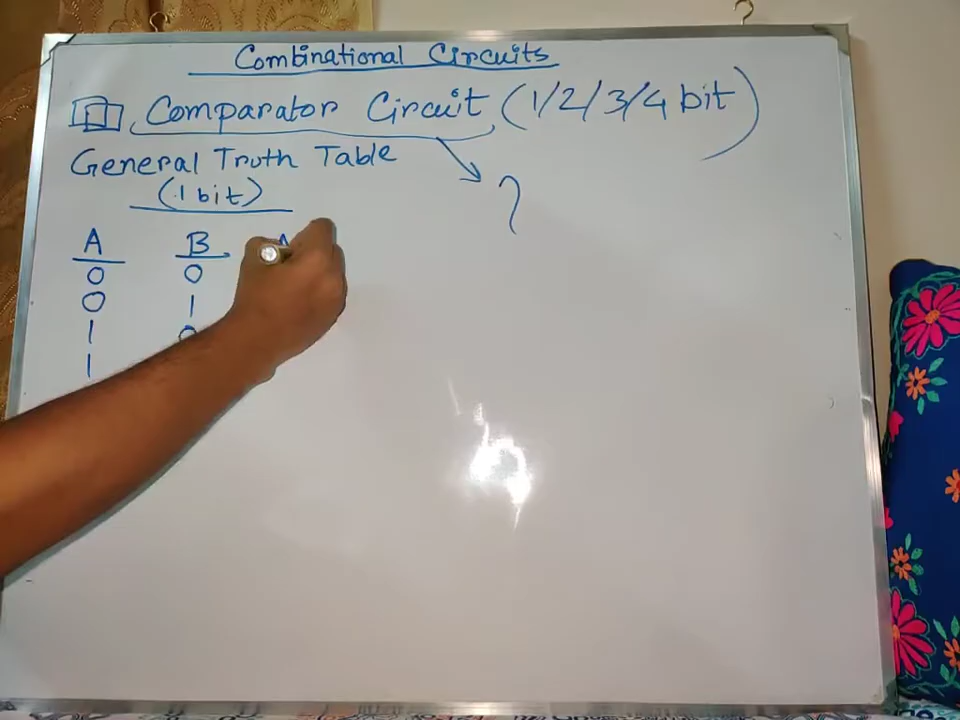 Combinational Circuits
Comparator Circuit (1/2/3/4 bit)
General Truth Table
(1 bit)
?
A B
0 0
0 1
1 0
1